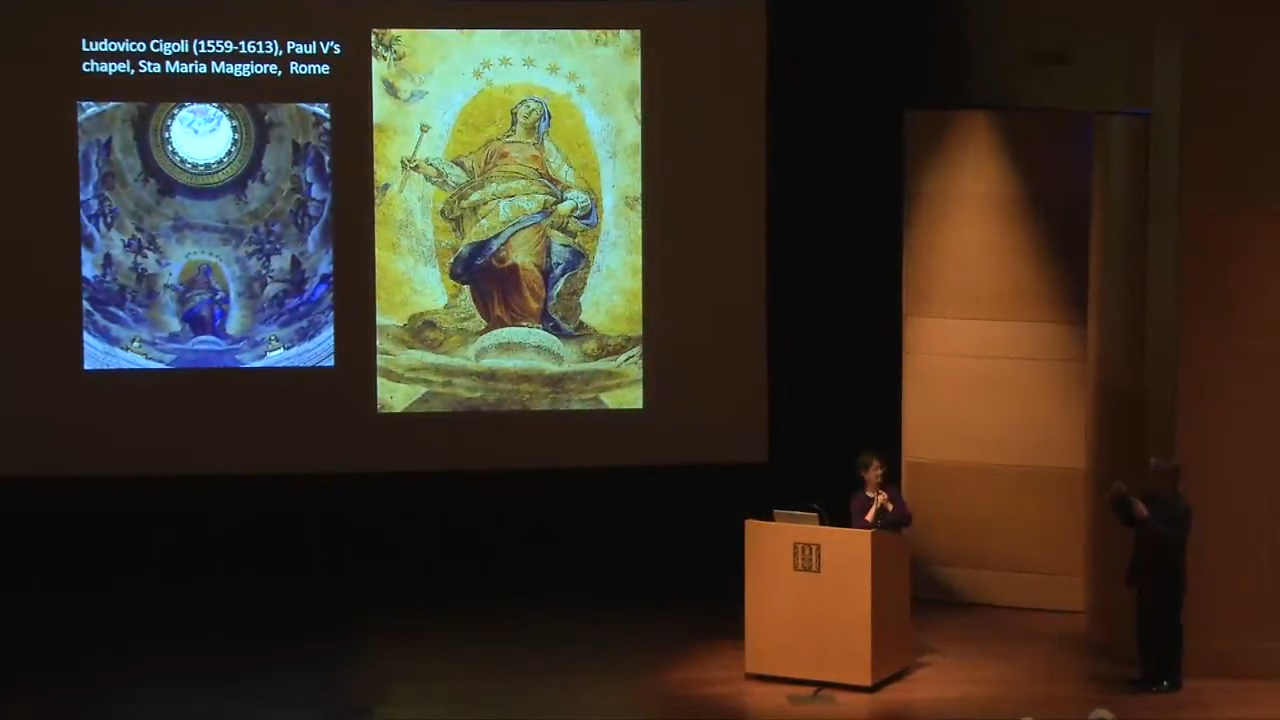 Ludovico Cigoli (1559-1613), Paul V's
chapel, Sta Maria Maggiore,  Rome